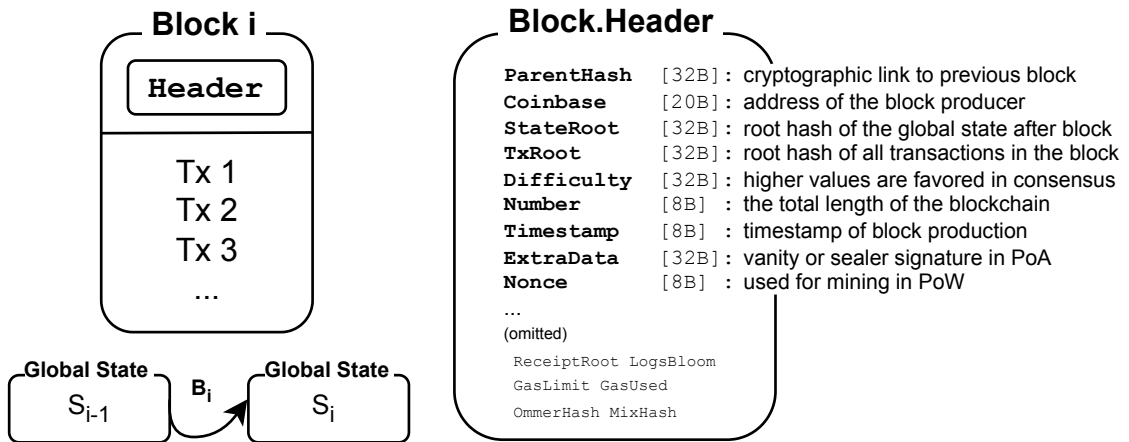 Block i
Header
Tx 1
Tx 2
Tx 3
...
Global State
S_{i-1}
B_i
Global State
S_i
Block.Header
ParentHash [32B]: cryptographic link to previous block
Coinbase [20B]: address of the block producer
StateRoot [32B]: root hash of the global state after block
TxRoot [32B]: root hash of all transactions in the block
Difficulty [32B]: higher values are favored in consensus
Number [8B] : the total length of the blockchain
Timestamp [8B] : timestamp of block production
ExtraData [32B]: vanity or sealer signature in PoA
Nonce [8B] : used for mining in PoW
...
(omitted)
ReceiptRoot LogsBloom
GasLimit GasUsed
OmmerHash MixHash